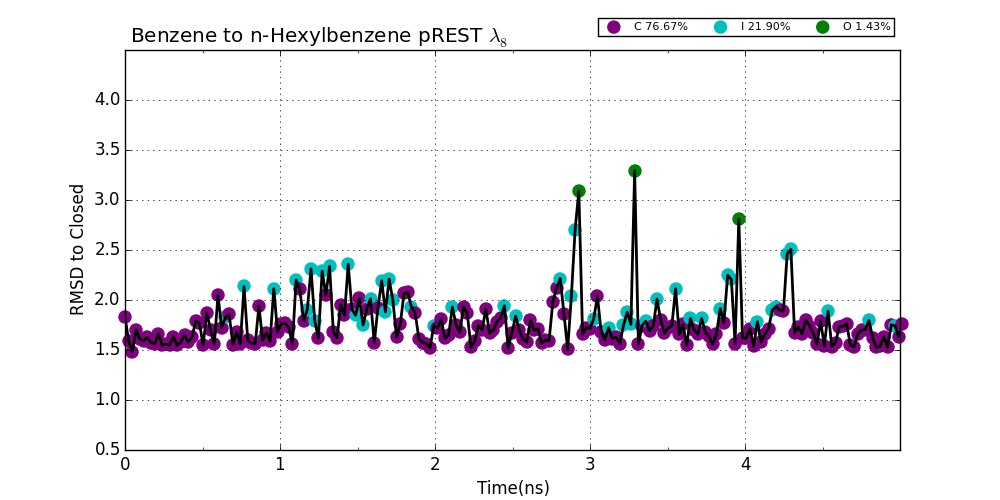 Benzene to n-Hexylbenzene pREST λ₈
C 76.67% I 21.90% O 1.43%
RMSD to Closed
4.0
3.5
3.0
2.5
2.0
1.5
1.0
0.5
0 1 2 3 4
Time(ns)